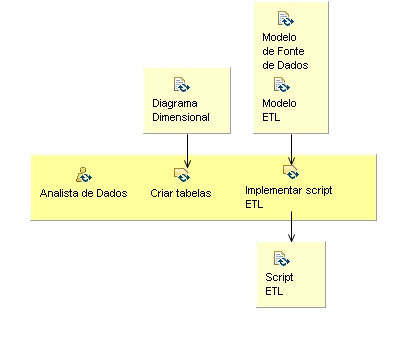 Modelo
de Fonte
de Dados
Modelo
ETL
Diagrama
Dimensional
Analista de Dados
Criar tabelas
Implementar script
ETL
Script
ETL